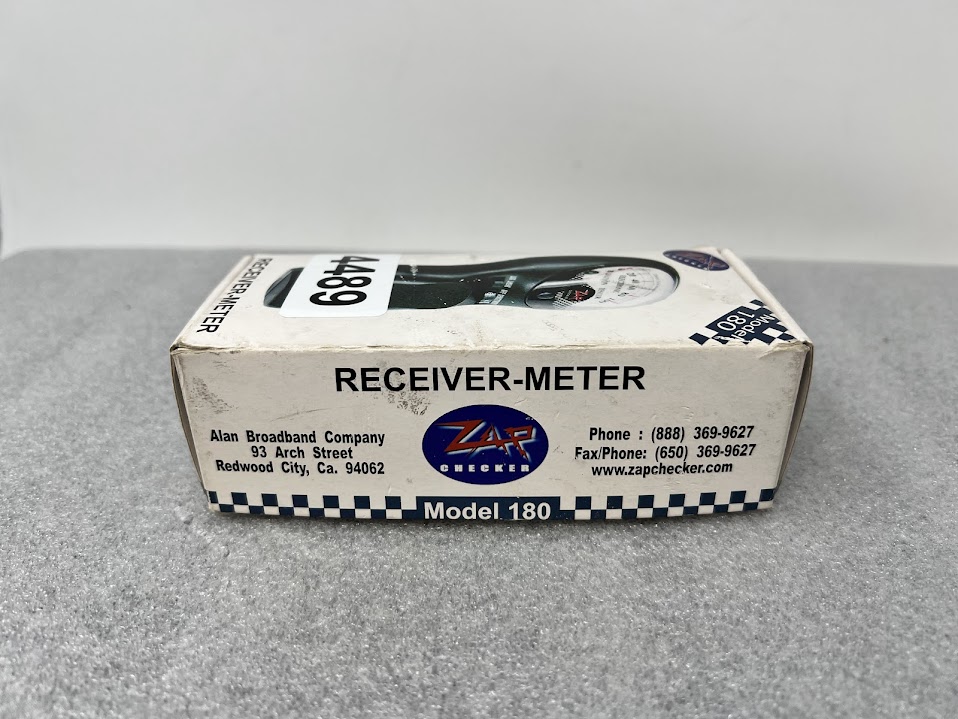 RECEIVER-METER
4489
Model
180
RECEIVER-METER
Alan Broadband Company
93 Arch Street
Redwood City, Ca. 94062
ZAP
CHECKER
Phone : (888) 369-9627
Fax/Phone: (650) 369-9627
www.zapchecker.com
Model 180